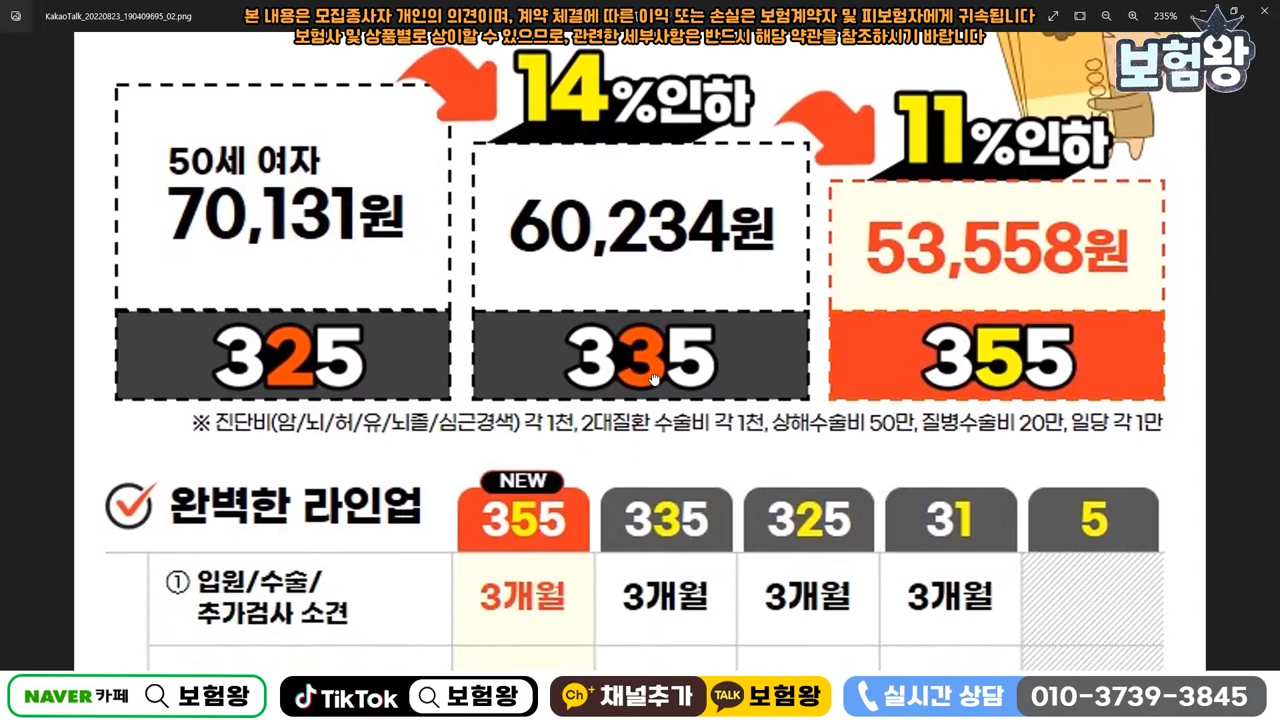 KakaoTalk_20220823_190409695_02.png
본 내용은 모집종사자 개인의 의견이며, 계약 체결에 따른 이익 또는 손실은 보험계약자 및 피보험자에게 귀속됩니다
235%
보험사 및 상품별로 상이할 수 있으므로, 관련한 세부사항은 반드시 해당 약관을 참조하시기 바랍니다
보험왕
14%인하
11%인하
50세 여자
70,131원
60,234원
53,558원
325
335
355
※ 진단비(암/뇌/허/유/뇌졸/심근경색) 각 1천, 2대질환 수술비 각 1천, 상해수술비 50만, 질병수술비 20만, 일당 각 1만
NEW
완벽한 라인업
355
335
325
31
5
① 입원/수술/
추가검사 소견
3개월
3개월
3개월
3개월
NAVER 카페
보험왕
TikTok
보험왕
Ch+
채널추가
TALK
보험왕
실시간 상담
010-3739-3845